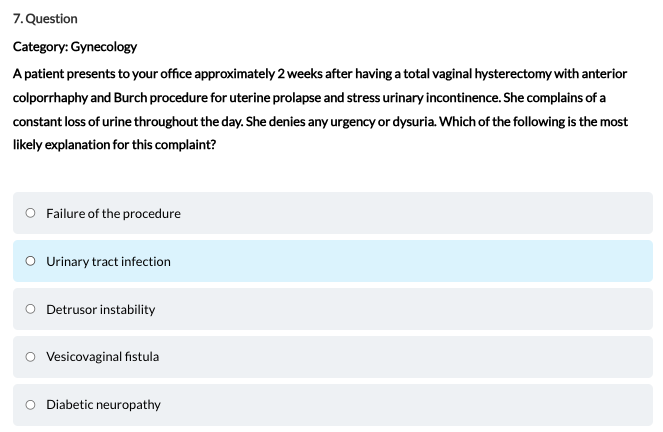 7. Question
Category: Gynecology
A patient presents to your office approximately 2 weeks after having a total vaginal hysterectomy with anterior
colporrhaphy and Burch procedure for uterine prolapse and stress urinary incontinence. She complains of a
constant loss of urine throughout the day. She denies any urgency or dysuria. Which of the following is the most
likely explanation for this complaint?
Failure of the procedure
Urinary tract infection
Detrusor instability
Vesicovaginal fistula
Diabetic neuropathy